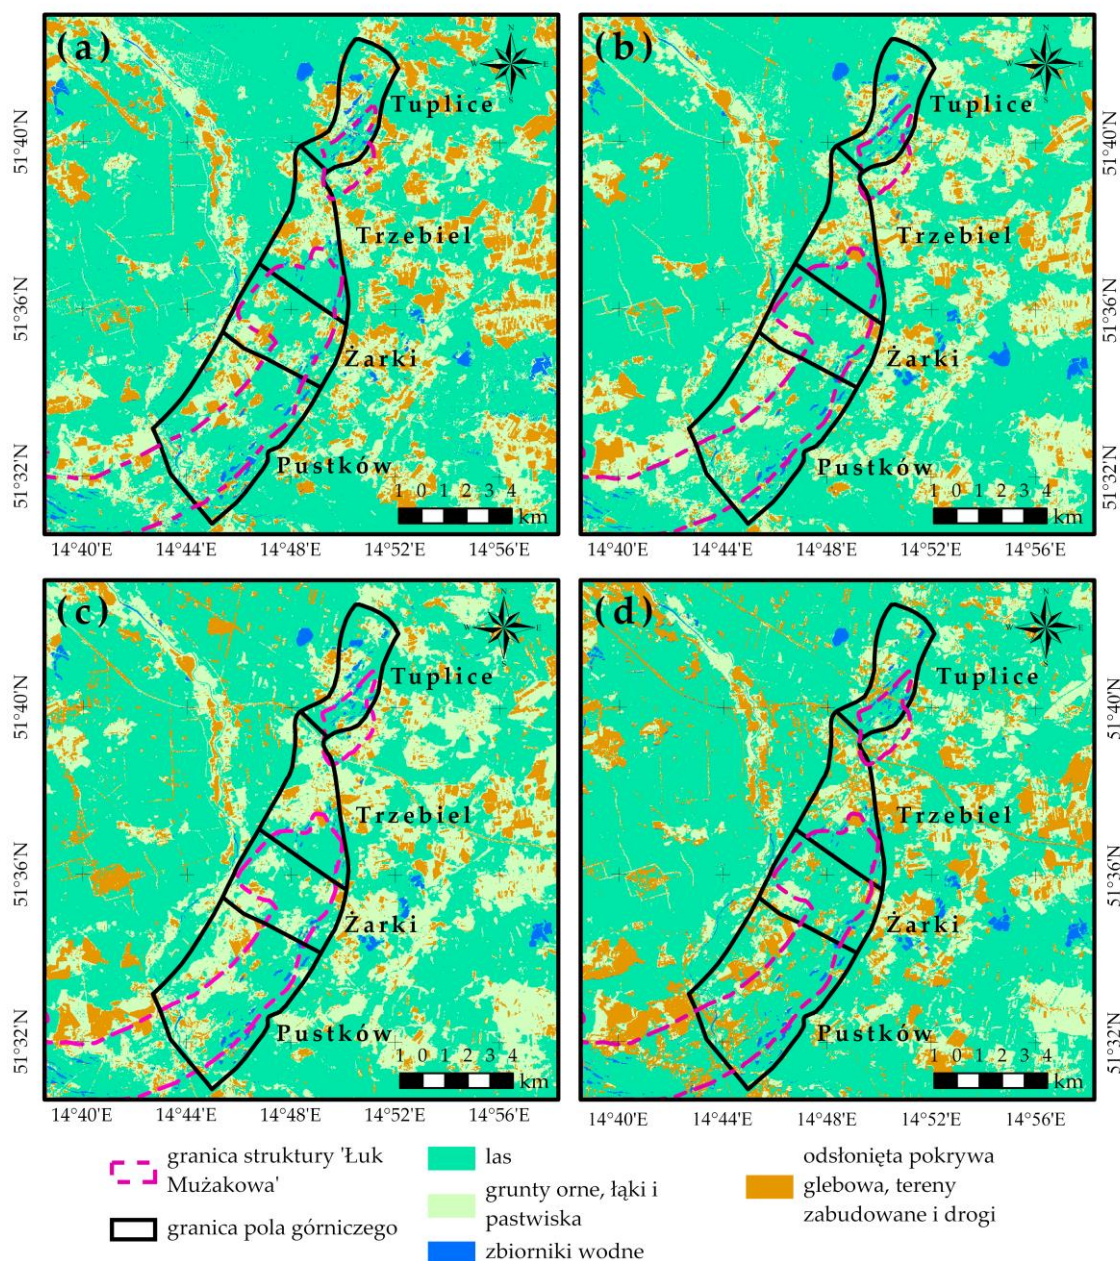 (a)
N
W E
S
Tuplice
Trzebiel
Żarki
Pustków
1 0 1 2 3 4
km
51°40'N
51°36'N
51°32'N
14°40'E 14°44'E 14°48'E 14°52'E 14°56'E
(b)
N
W E
S
Tuplice
Trzebiel
Żarki
Pustków
1 0 1 2 3 4
km
51°40'N
51°36'N
51°32'N
14°40'E 14°44'E 14°48'E 14°52'E 14°56'E
(c)
N
W E
S
Tuplice
Trzebiel
Żarki
Pustków
1 0 1 2 3 4
km
51°40'N
51°36'N
51°32'N
14°40'E 14°44'E 14°48'E 14°52'E 14°56'E
(d)
N
W E
S
Tuplice
Trzebieł
Żarki
Pustków
1 0 1 2 3 4
km
51°40'N
51°36'N
51°32'N
14°40'E 14°44'E 14°48'E 14°52'E 14°56'E
granica struktury 'Łuk
Mużakowa'
granica pola górniczego
las
grunty orne, łąki i
pastwiska
zbiorniki wodne
odsłonięta pokrywa
glebowa, tereny
zabudowane i drogi